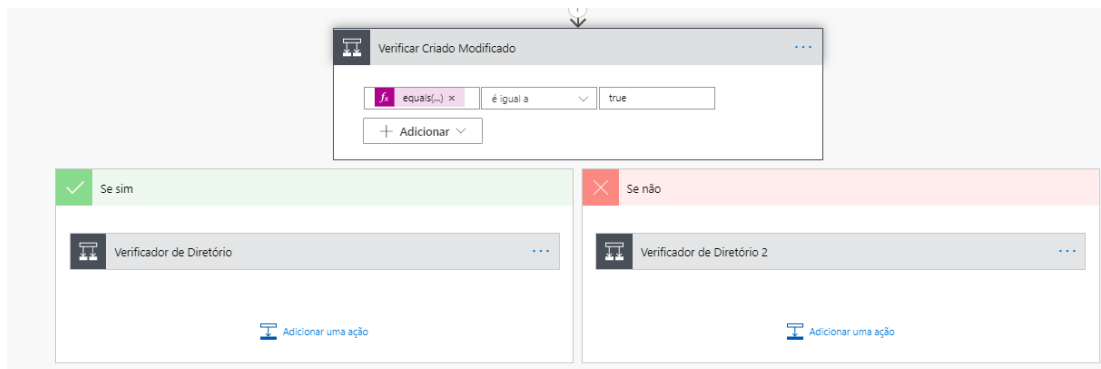 Verificar Criado Modificado
fx equals(...) × é igual a true
Adicionar
Se sim
Se não
Verificador de Diretório
Verificador de Diretório 2
Adicionar uma ação
Adicionar uma ação